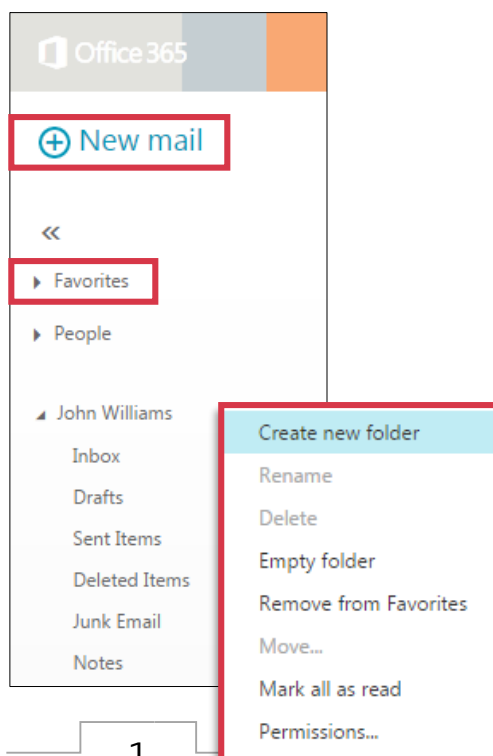 Office 365
New mail
Favorites
People
John Williams
Inbox
Drafts
Sent Items
Deleted Items
Junk Email
Notes
Create new folder
Rename
Delete
Empty folder
Remove from Favorites
Move...
Mark all as read
Permissions...
1